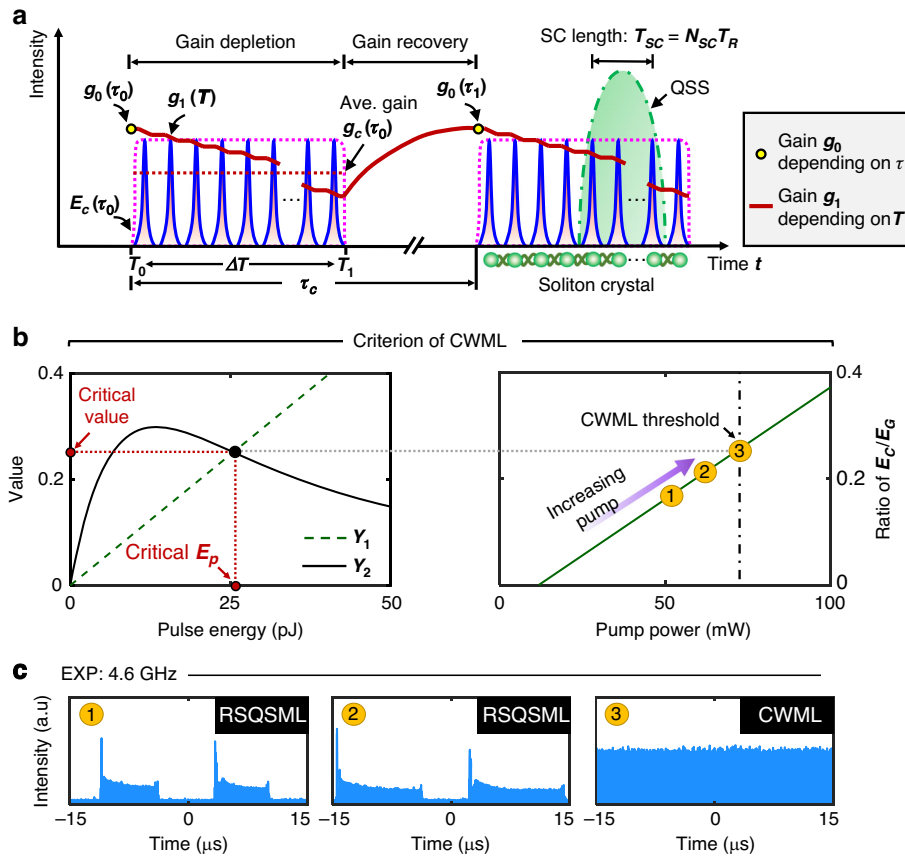 a
Intensity
Gain depletion
Gain recovery
SC length: T_SC = N_SC T_R
g_0 (τ_0)
g_1 (T)
Ave. gain
g_c (τ_0)
g_0 (τ_1)
QSS
E_c (τ_0)
...
...
...
T_0
ΔT
T_1
τ_c
Time t
Soliton crystal
Gain g_0
depending on τ
Gain g_1
depending on T
b
Criterion of CWML
0.4
0.2
0
Value
Critical
value
Critical E_p
Y_1
Y_2
0
25
50
Pulse energy (pJ)
CWML threshold
Increasing
pump
1
2
3
0.4
0.2
0
Ratio of E_C/E_G
0
50
100
Pump power (mW)
c
EXP: 4.6 GHz
Intensity (a.u)
1
RSQSML
2
RSQSML
3
CWML
−15
0
15
−15
0
15
−15
0
15
Time (μs)
Time (μs)
Time (μs)